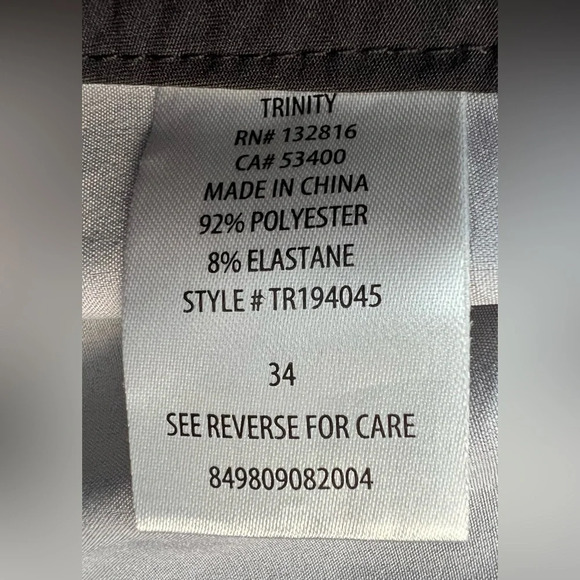 TRINITY
RN# 132816
CA# 53400
MADE IN CHINA
92% POLYESTER
8% ELASTANE
STYLE # TR194045
34
SEE REVERSE FOR CARE
849809082004